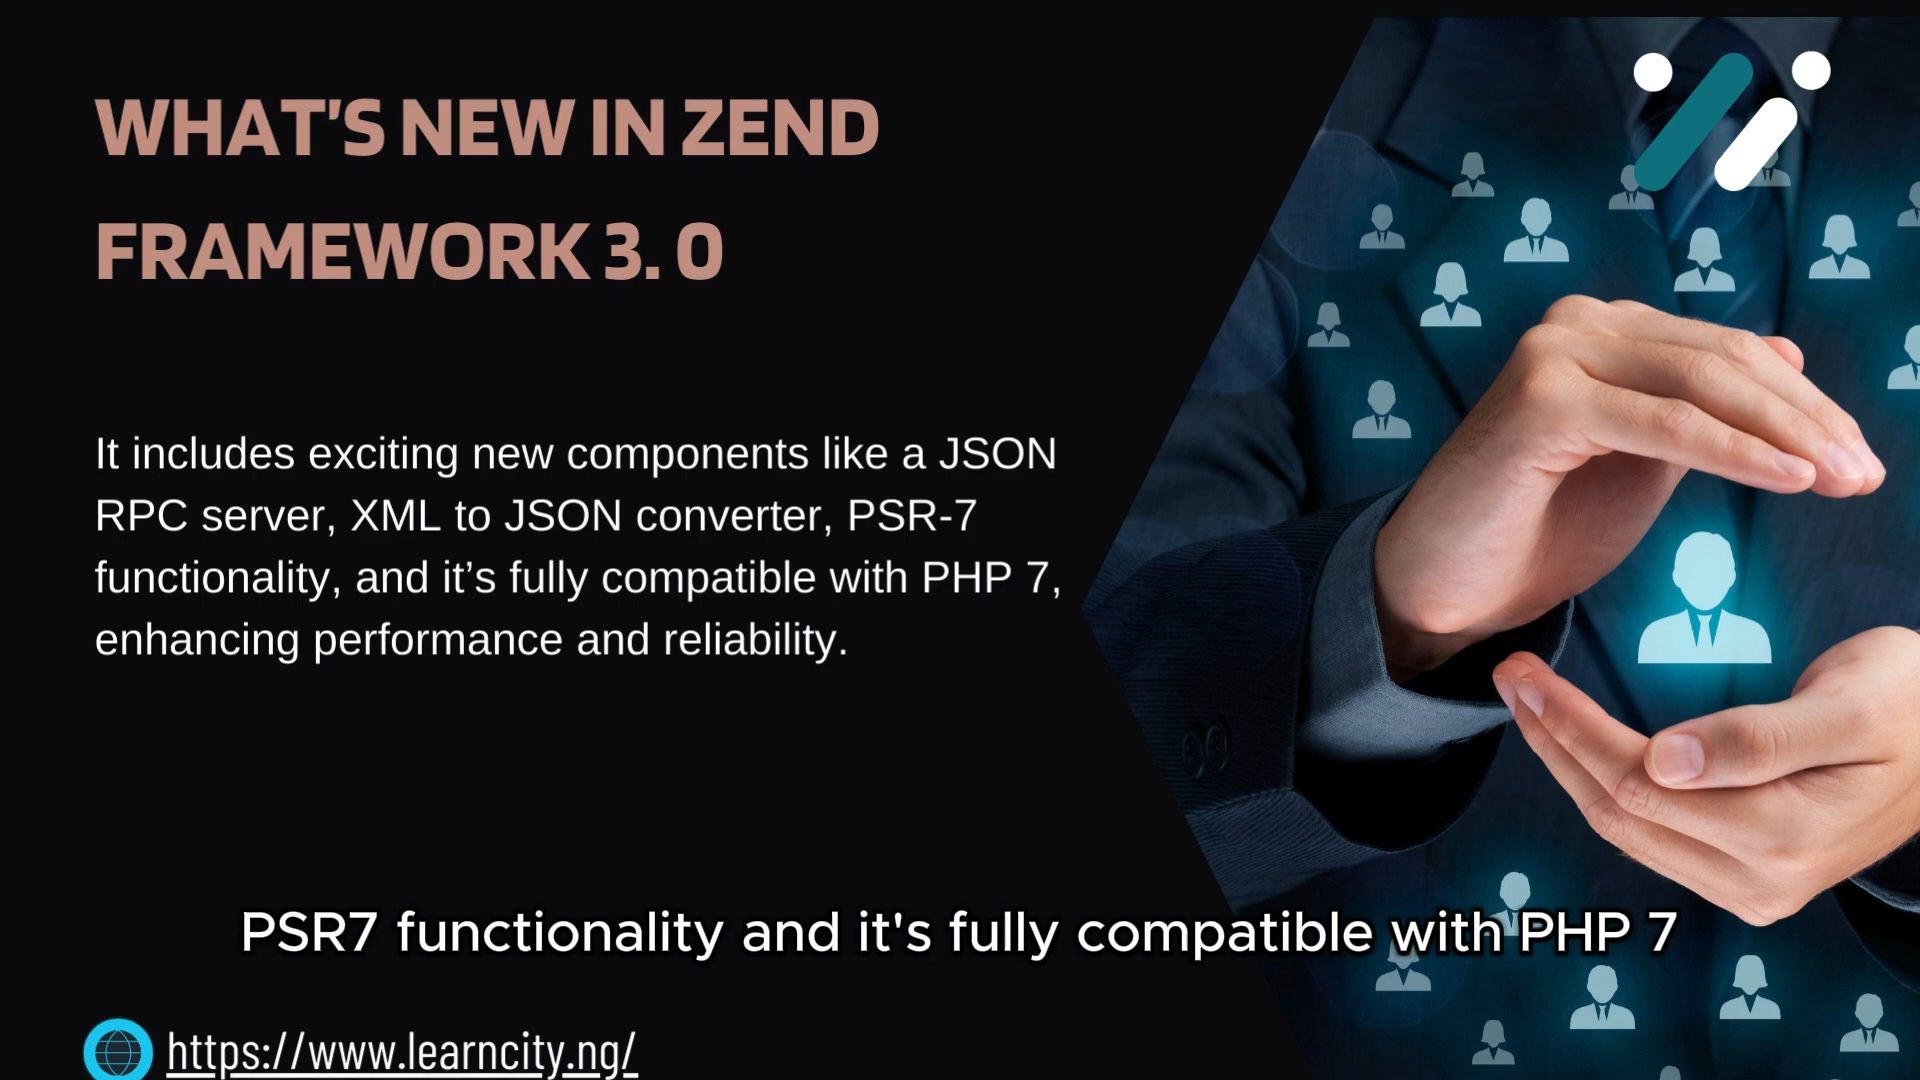 WHAT'S NEW IN ZEND
FRAMEWORK 3. 0
It includes exciting new components like a JSON
RPC server, XML to JSON converter, PSR-7
functionality, and it’s fully compatible with PHP 7,
enhancing performance and reliability.
PSR7 functionality and it's fully compatible with PHP 7
https://www.learncity.ng/